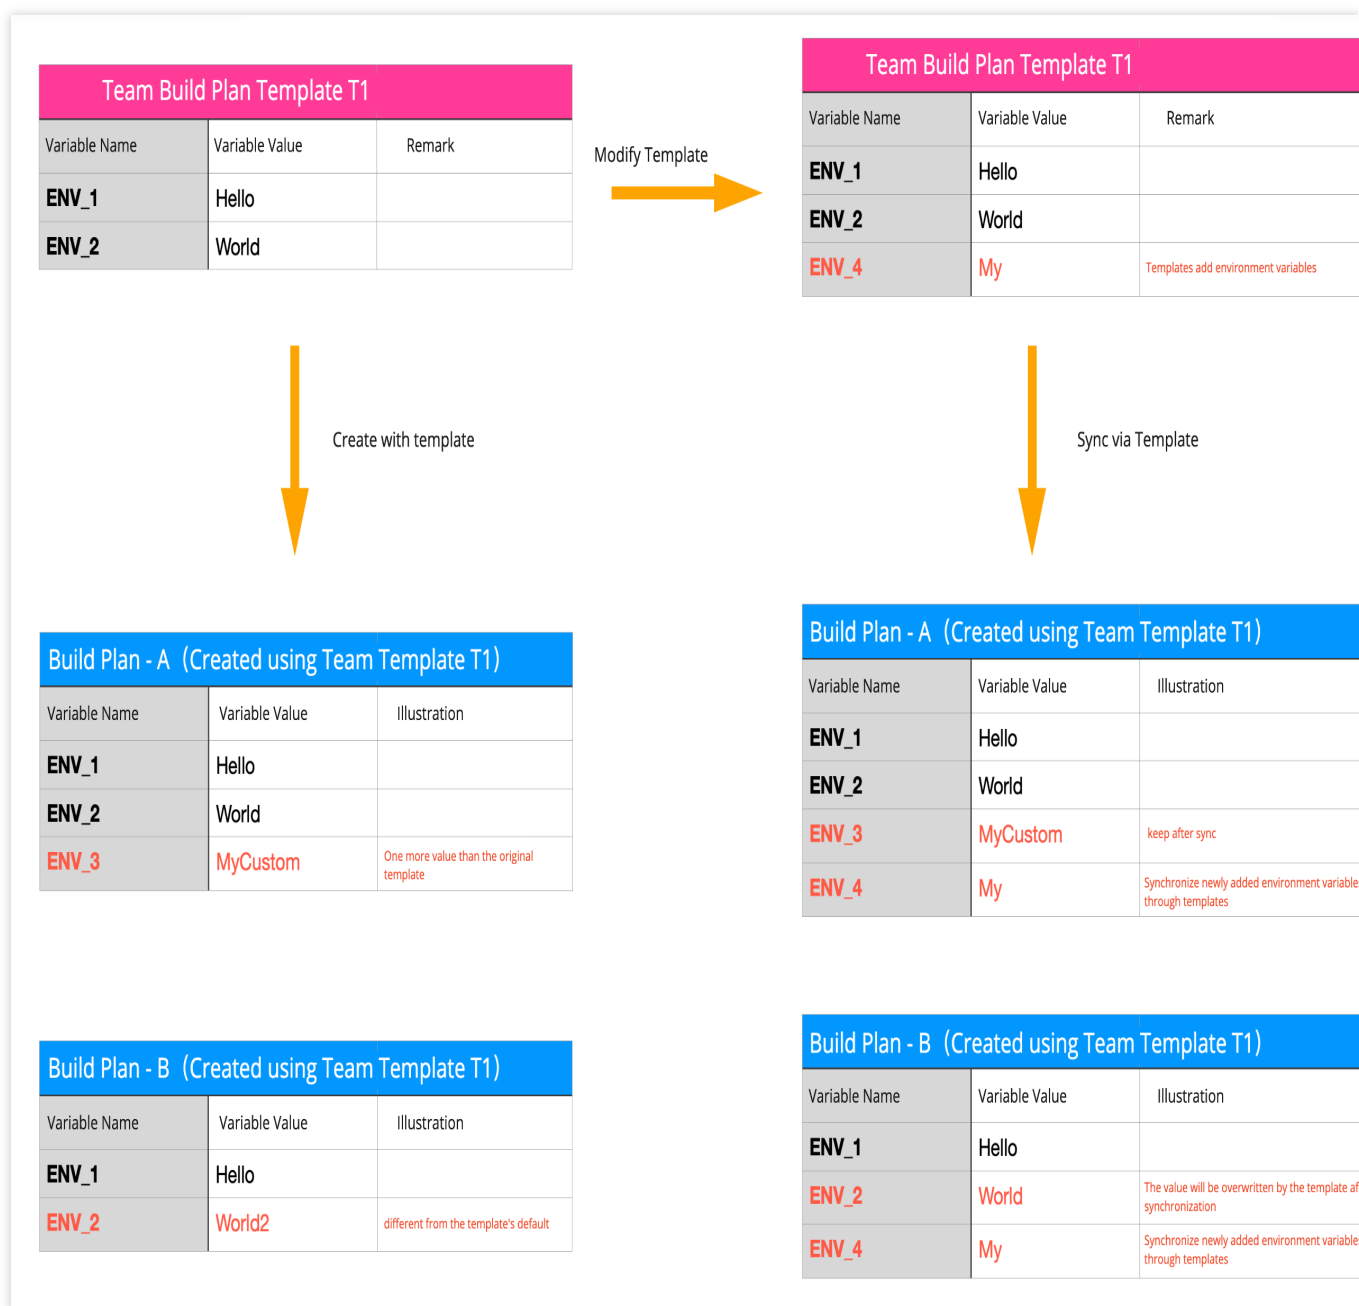 Team Build Plan Template T1
Variable Name Variable Value Remark
ENV_1 Hello
ENV_2 World
Modify Template
Team Build Plan Template T1
Variable Name Variable Value Remark
ENV_1 Hello
ENV_2 World
ENV_4 My Templates add environment variables
Create with template
Sync via Template
Build Plan - A（Created using Team Template T1）
Variable Name Variable Value Illustration
ENV_1 Hello
ENV_2 World
ENV_3 MyCustom One more value than the original
template
Build Plan - A（Created using Team Template T1）
Variable Name Variable Value Illustration
ENV_1 Hello
ENV_2 World
ENV_3 MyCustom keep after sync
ENV_4 My Synchronize newly added environment variable
through templates
Build Plan - B（Created using Team Template T1）
Variable Name Variable Value Illustration
ENV_1 Hello
ENV_2 World2 different from the template's default
Build Plan - B（Created using Team Template T1）
Variable Name Variable Value Illustration
ENV_1 Hello
ENV_2 World The value will be overwritten by the template af
synchronization
ENV_4 My Synchronize newly added environment variable
through templates